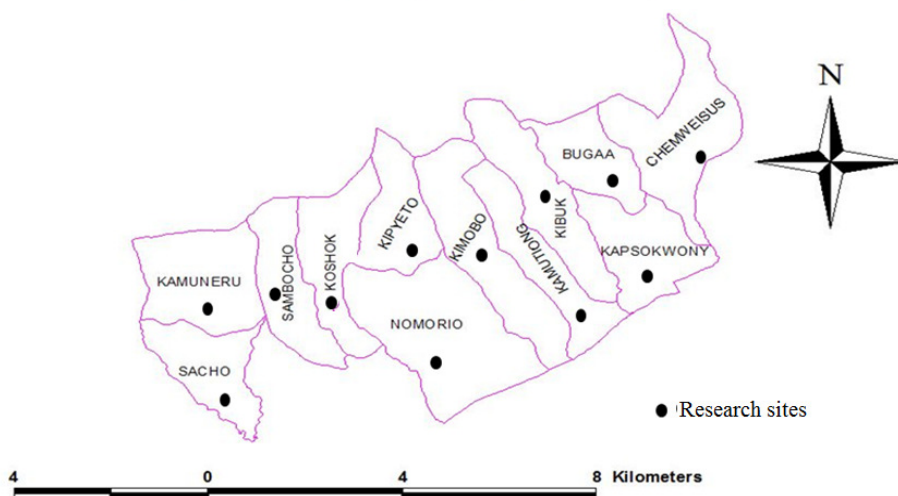 N
CHEMWEISUS
BUGAA
KIBUK
KIPYETO
KIMOBO
KAMUTIONG
KAPSOKWONY
KOSHOK
SAMBOCHO
KAMUNERU
NOMORIO
SACHO
Research sites
4 0 4 8 Kilometers